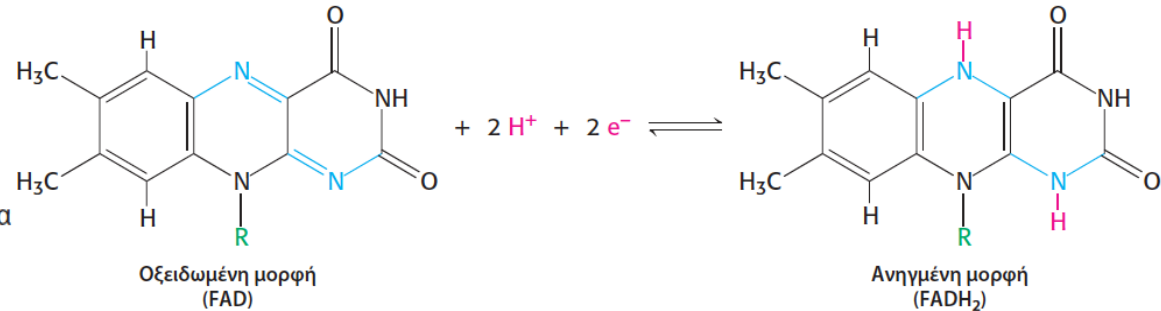 O
O
H
H
H
H₃C
N
H₃C
N
NH
NH
+ 2 H⁺ + 2 e⁻
H₃C
N
N
O
H₃C
N
N
O
H
H
H
α
R
R
Οξειδωμένη μορφή
(FAD)
Ανηγμένη μορφή
(FADH₂)